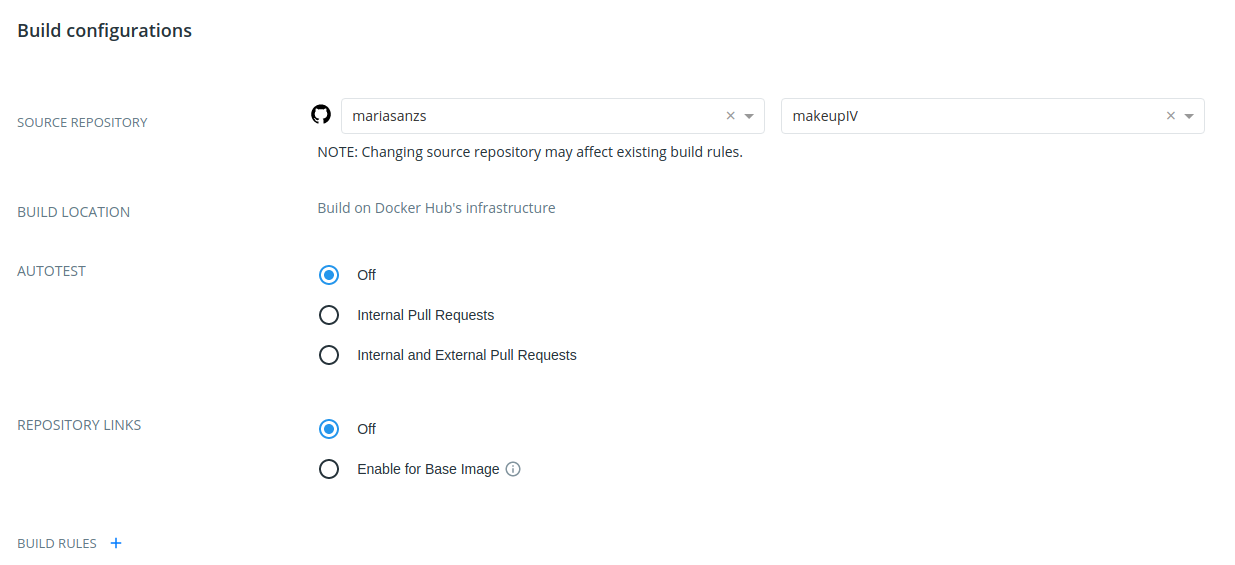 Build configurations
SOURCE REPOSITORY
mariasanzs
makeupIV
NOTE: Changing source repository may affect existing build rules.
BUILD LOCATION
Build on Docker Hub's infrastructure
AUTOTEST
Off
Internal Pull Requests
Internal and External Pull Requests
REPOSITORY LINKS
Off
Enable for Base Image
BUILD RULES +